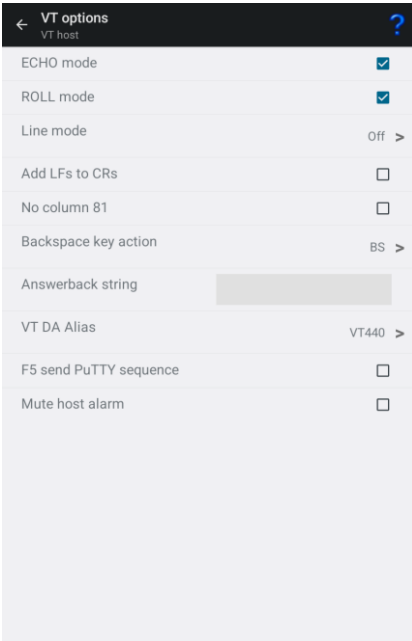 VT options
VT host
?
ECHO mode
ROLL mode
Line mode
Off >
Add LFs to CRs
No column 81
Backspace key action
BS >
Answerback string
VT DA Alias
VT440 >
F5 send PuTTY sequence
Mute host alarm